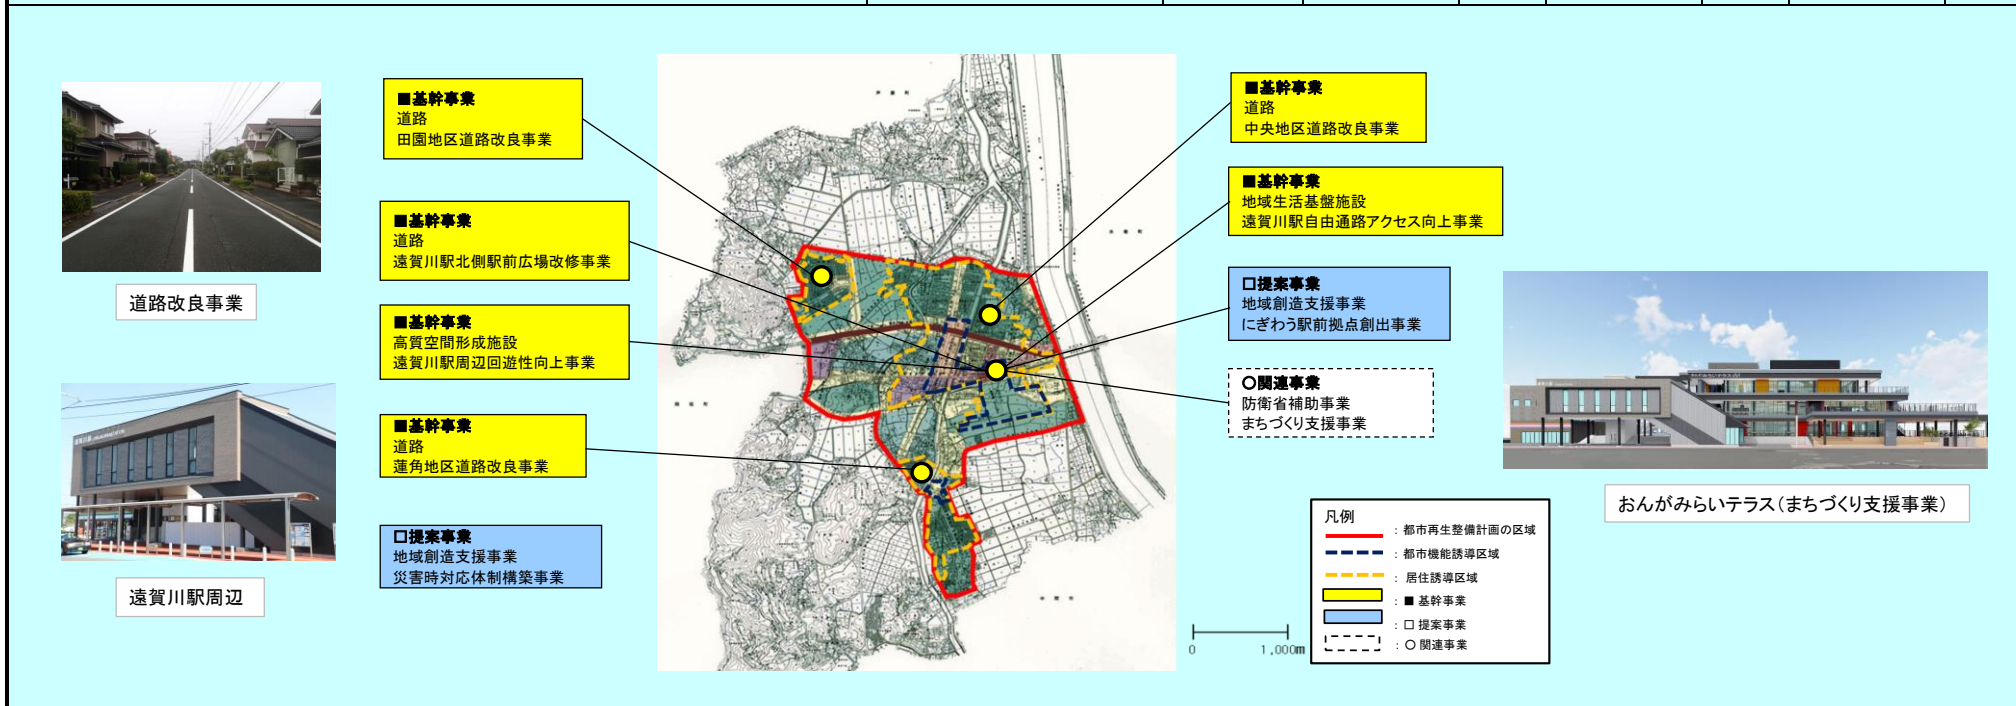 道路改良事業
遠賀川駅周辺
■基幹事業
道路
田園地区道路改良事業
■基幹事業
道路
遠賀川駅北側駅前広場改修事業
■基幹事業
高質空間形成施設
遠賀川駅周辺回遊性向上事業
■基幹事業
道路
蓮角地区道路改良事業
□提案事業
地域創造支援事業
災害時対応体制構築事業
■基幹事業
道路
中央地区道路改良事業
■基幹事業
地域生活基盤施設
遠賀川駅自由通路アクセス向上事業
□提案事業
地域創造支援事業
にぎわう駅前拠点創出事業
○関連事業
防衛省補助事業
まちづくり支援事業
0 1,000m
凡例
: 都市再生整備計画の区域
: 都市機能誘導区域
: 居住誘導区域
: ■ 基幹事業
: □ 提案事業
: ○ 関連事業
おんがみらいテラス(まちづくり支援事業)